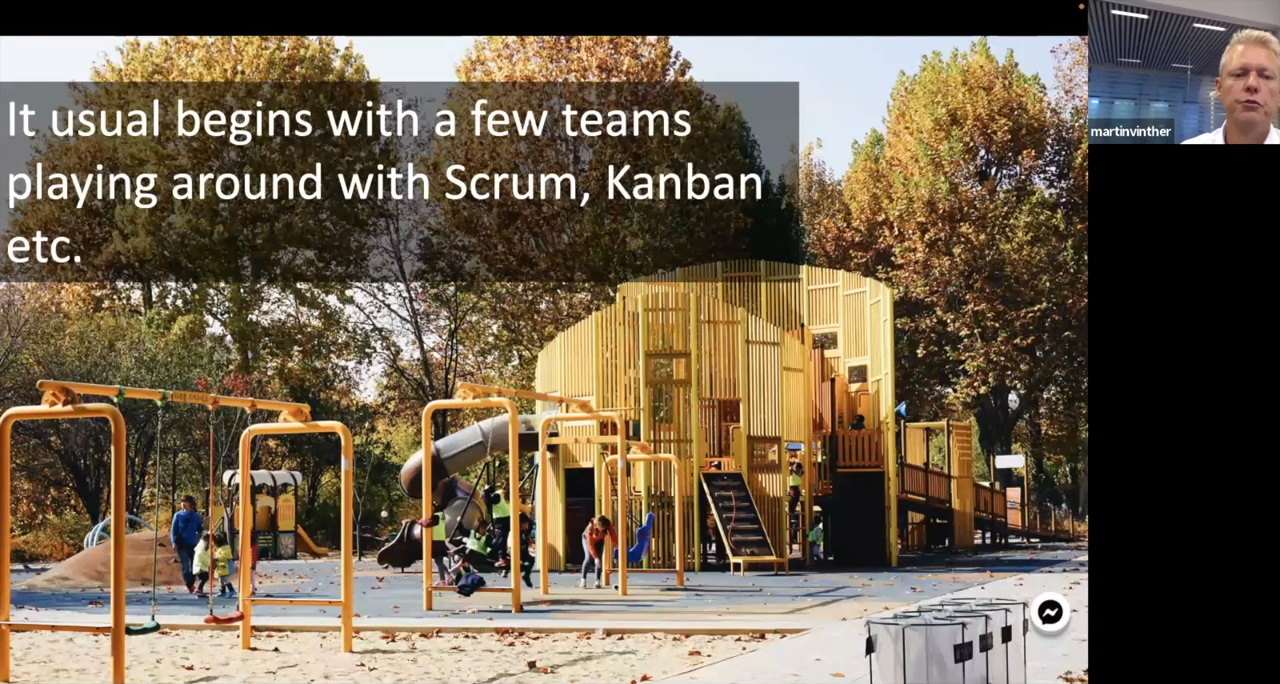 It usual begins with a few teams
playing around with Scrum, Kanban
etc.
martinvinther